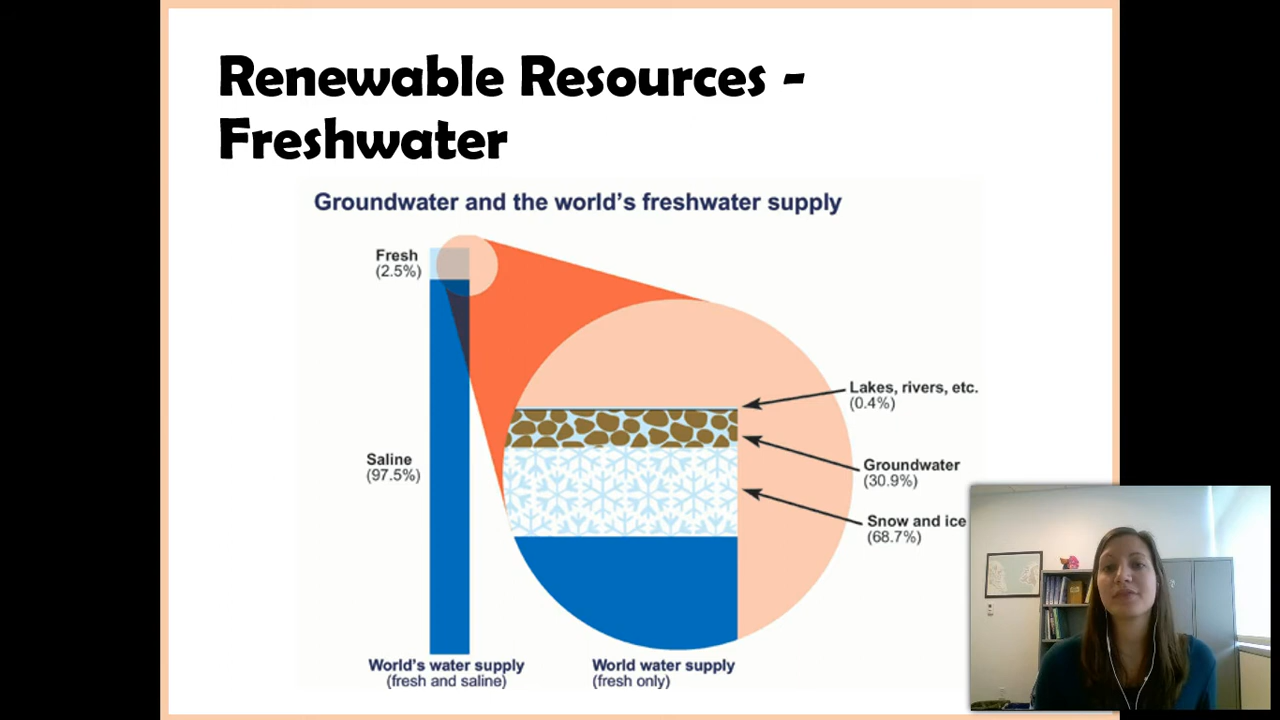 Renewable Resources -
Freshwater
Groundwater and the world's freshwater supply
Fresh
(2.5%)
Saline
(97.5%)
Lakes, rivers, etc.
(0.4%)
Groundwater
(30.9%)
Snow and ice
(68.7%)
World's water supply
(fresh and saline)
World water supply
(fresh only)